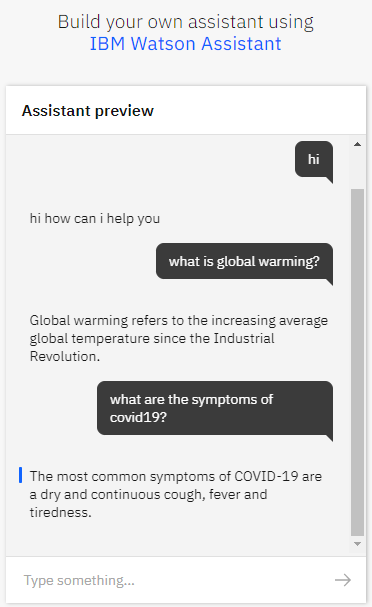 Build your own assistant using
IBM Watson Assistant
Assistant preview
hi
hi how can i help you
what is global warming?
Global warming refers to the increasing average
global temperature since the Industrial
Revolution.
what are the symptoms of
covid19?
The most common symptoms of COVID-19 are
a dry and continuous cough, fever and
tiredness.
Type something...